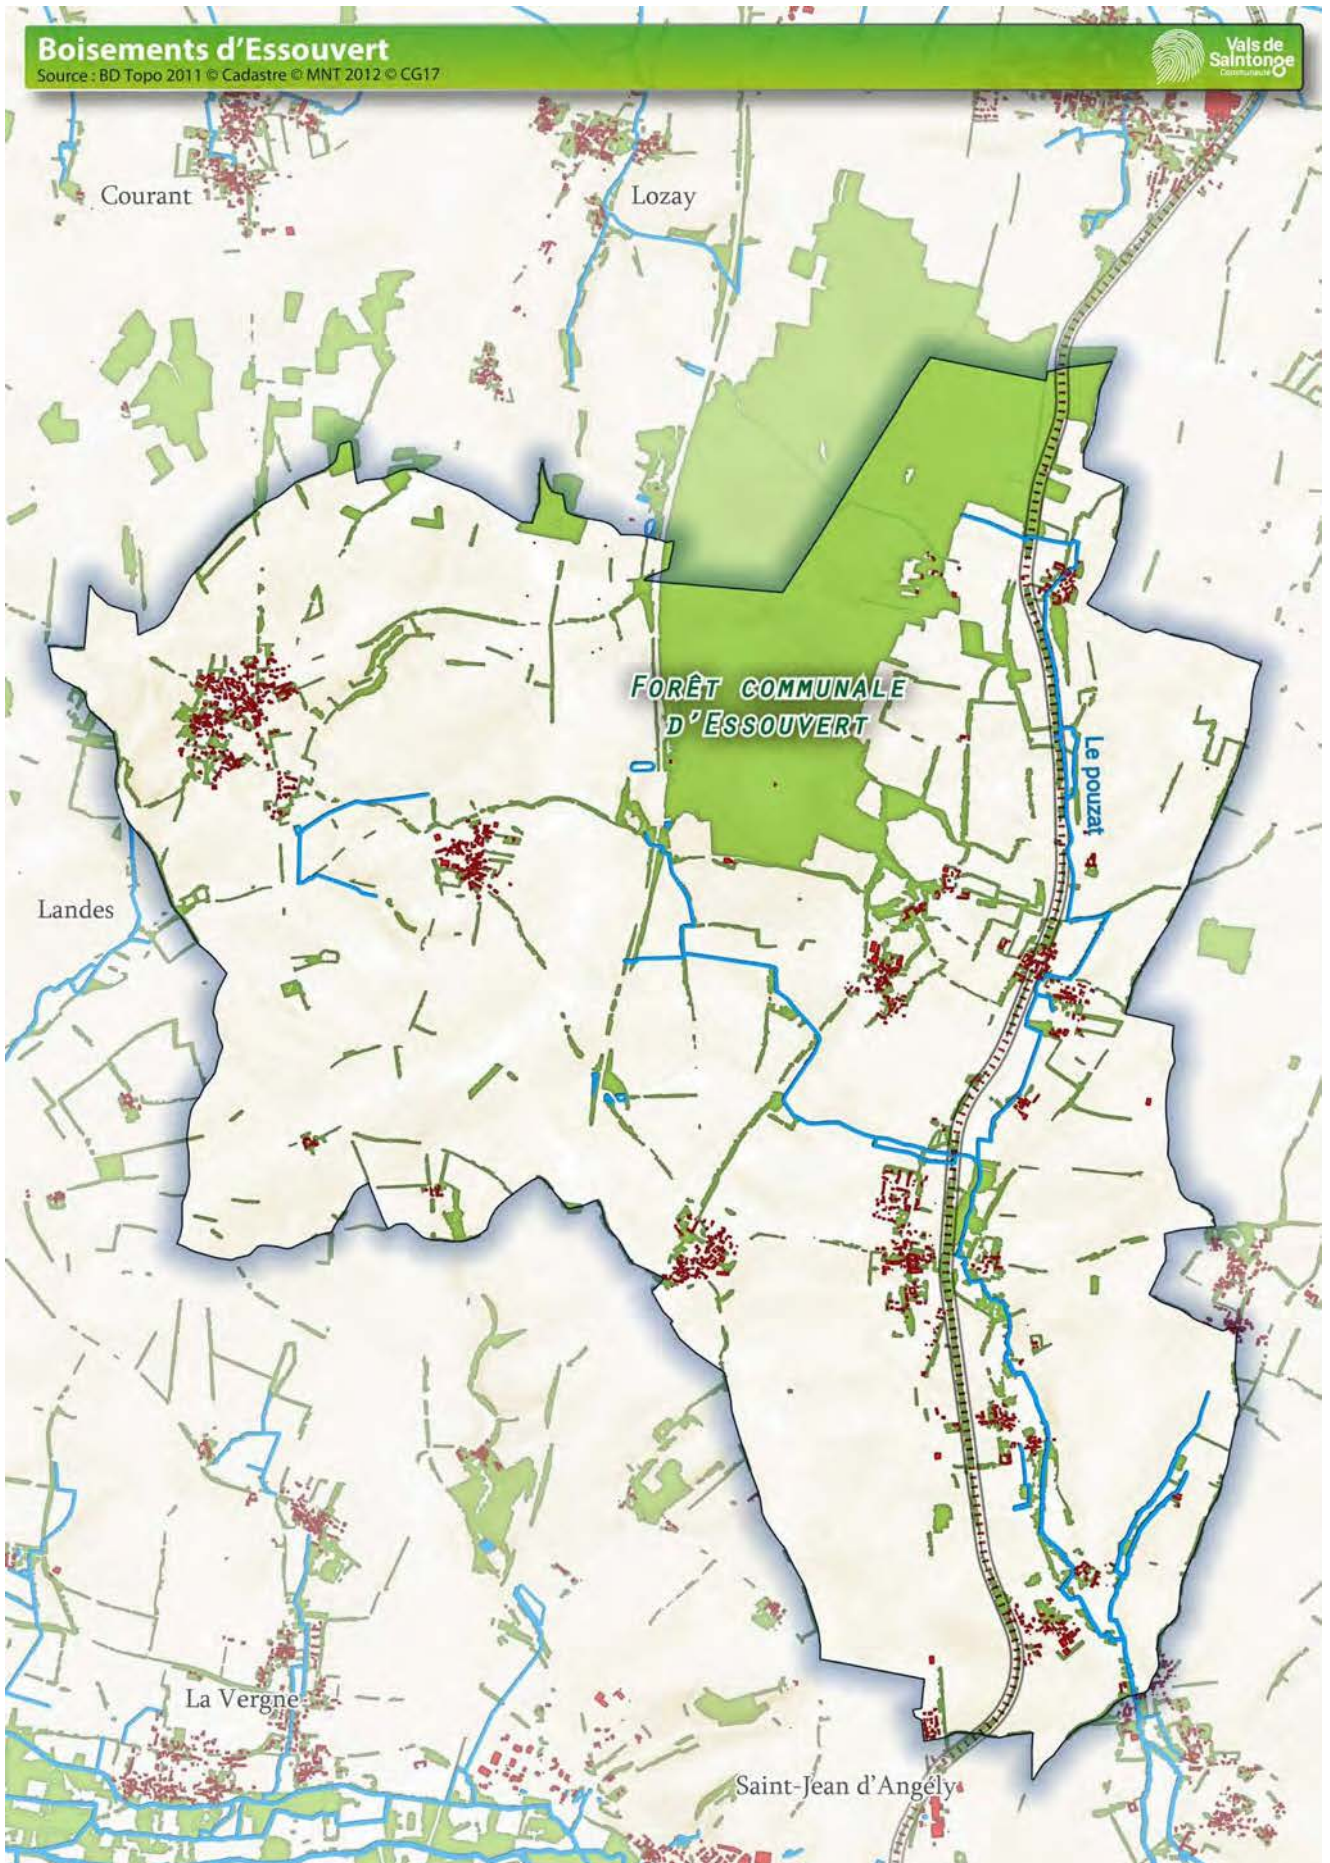 Boisements d'Essouvert
Source : BD Topo 2011 © Cadastre © MNT 2012 © CG17
Vals de
Saintonge
Communauté
Courant
Lozay
FORÊT COMMUNALE
D'ESSOUVERT
Le pouzat
Landes
La Vergne
Saint-Jean d'Angély